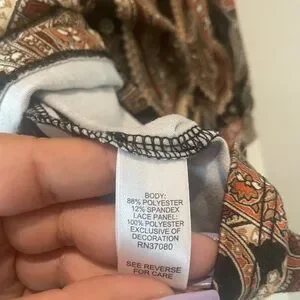 BODY:
88% POLYESTER
12% SPANDEX
LACE PANEL:
100% POLYESTER
EXCLUSIVE OF
DECORATION
RN37080
SEE REVERSE
FOR CARE